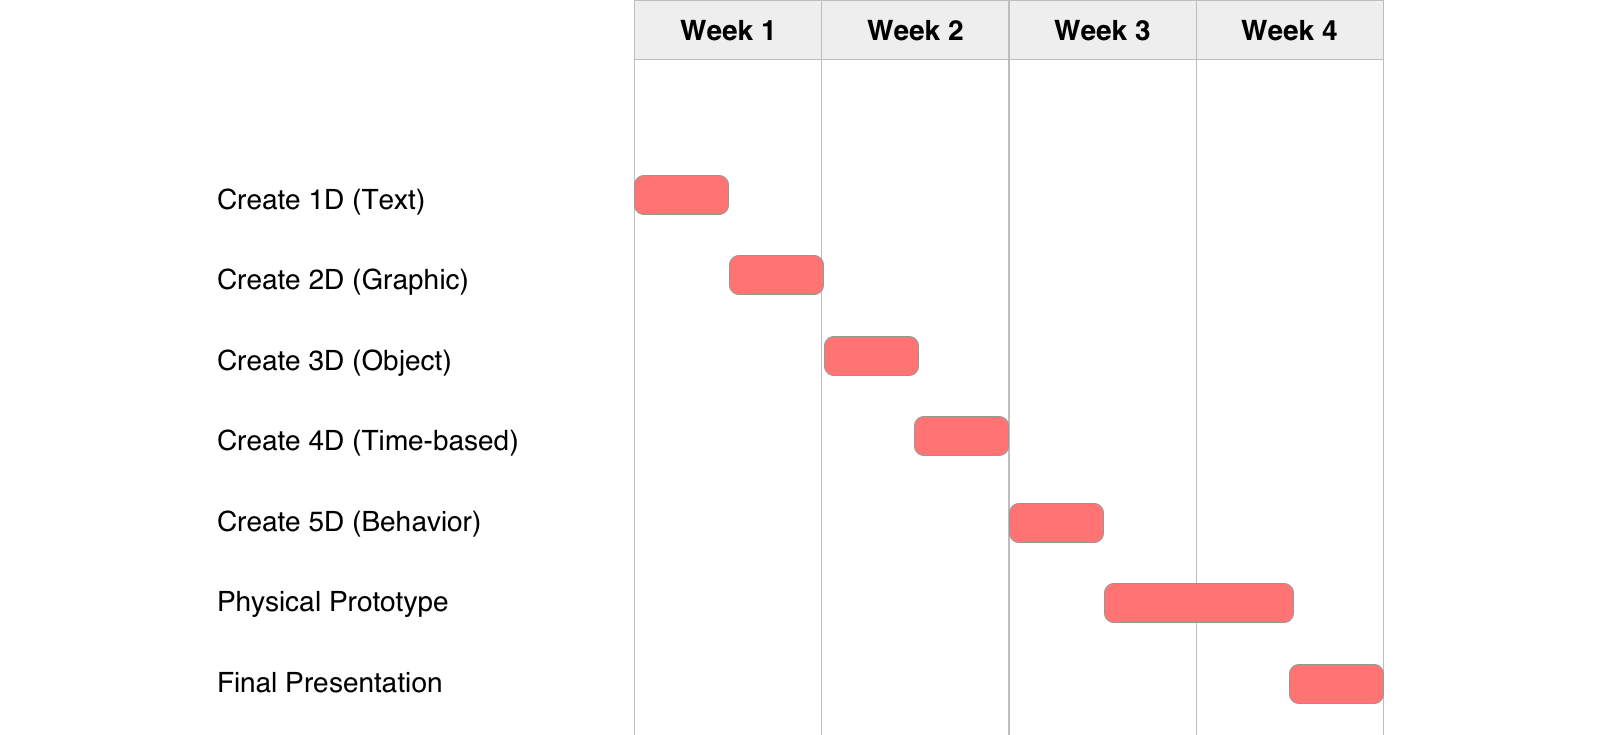 Week 1 Week 2 Week 3 Week 4
Create 1D (Text)
Create 2D (Graphic)
Create 3D (Object)
Create 4D (Time-based)
Create 5D (Behavior)
Physical Prototype
Final Presentation